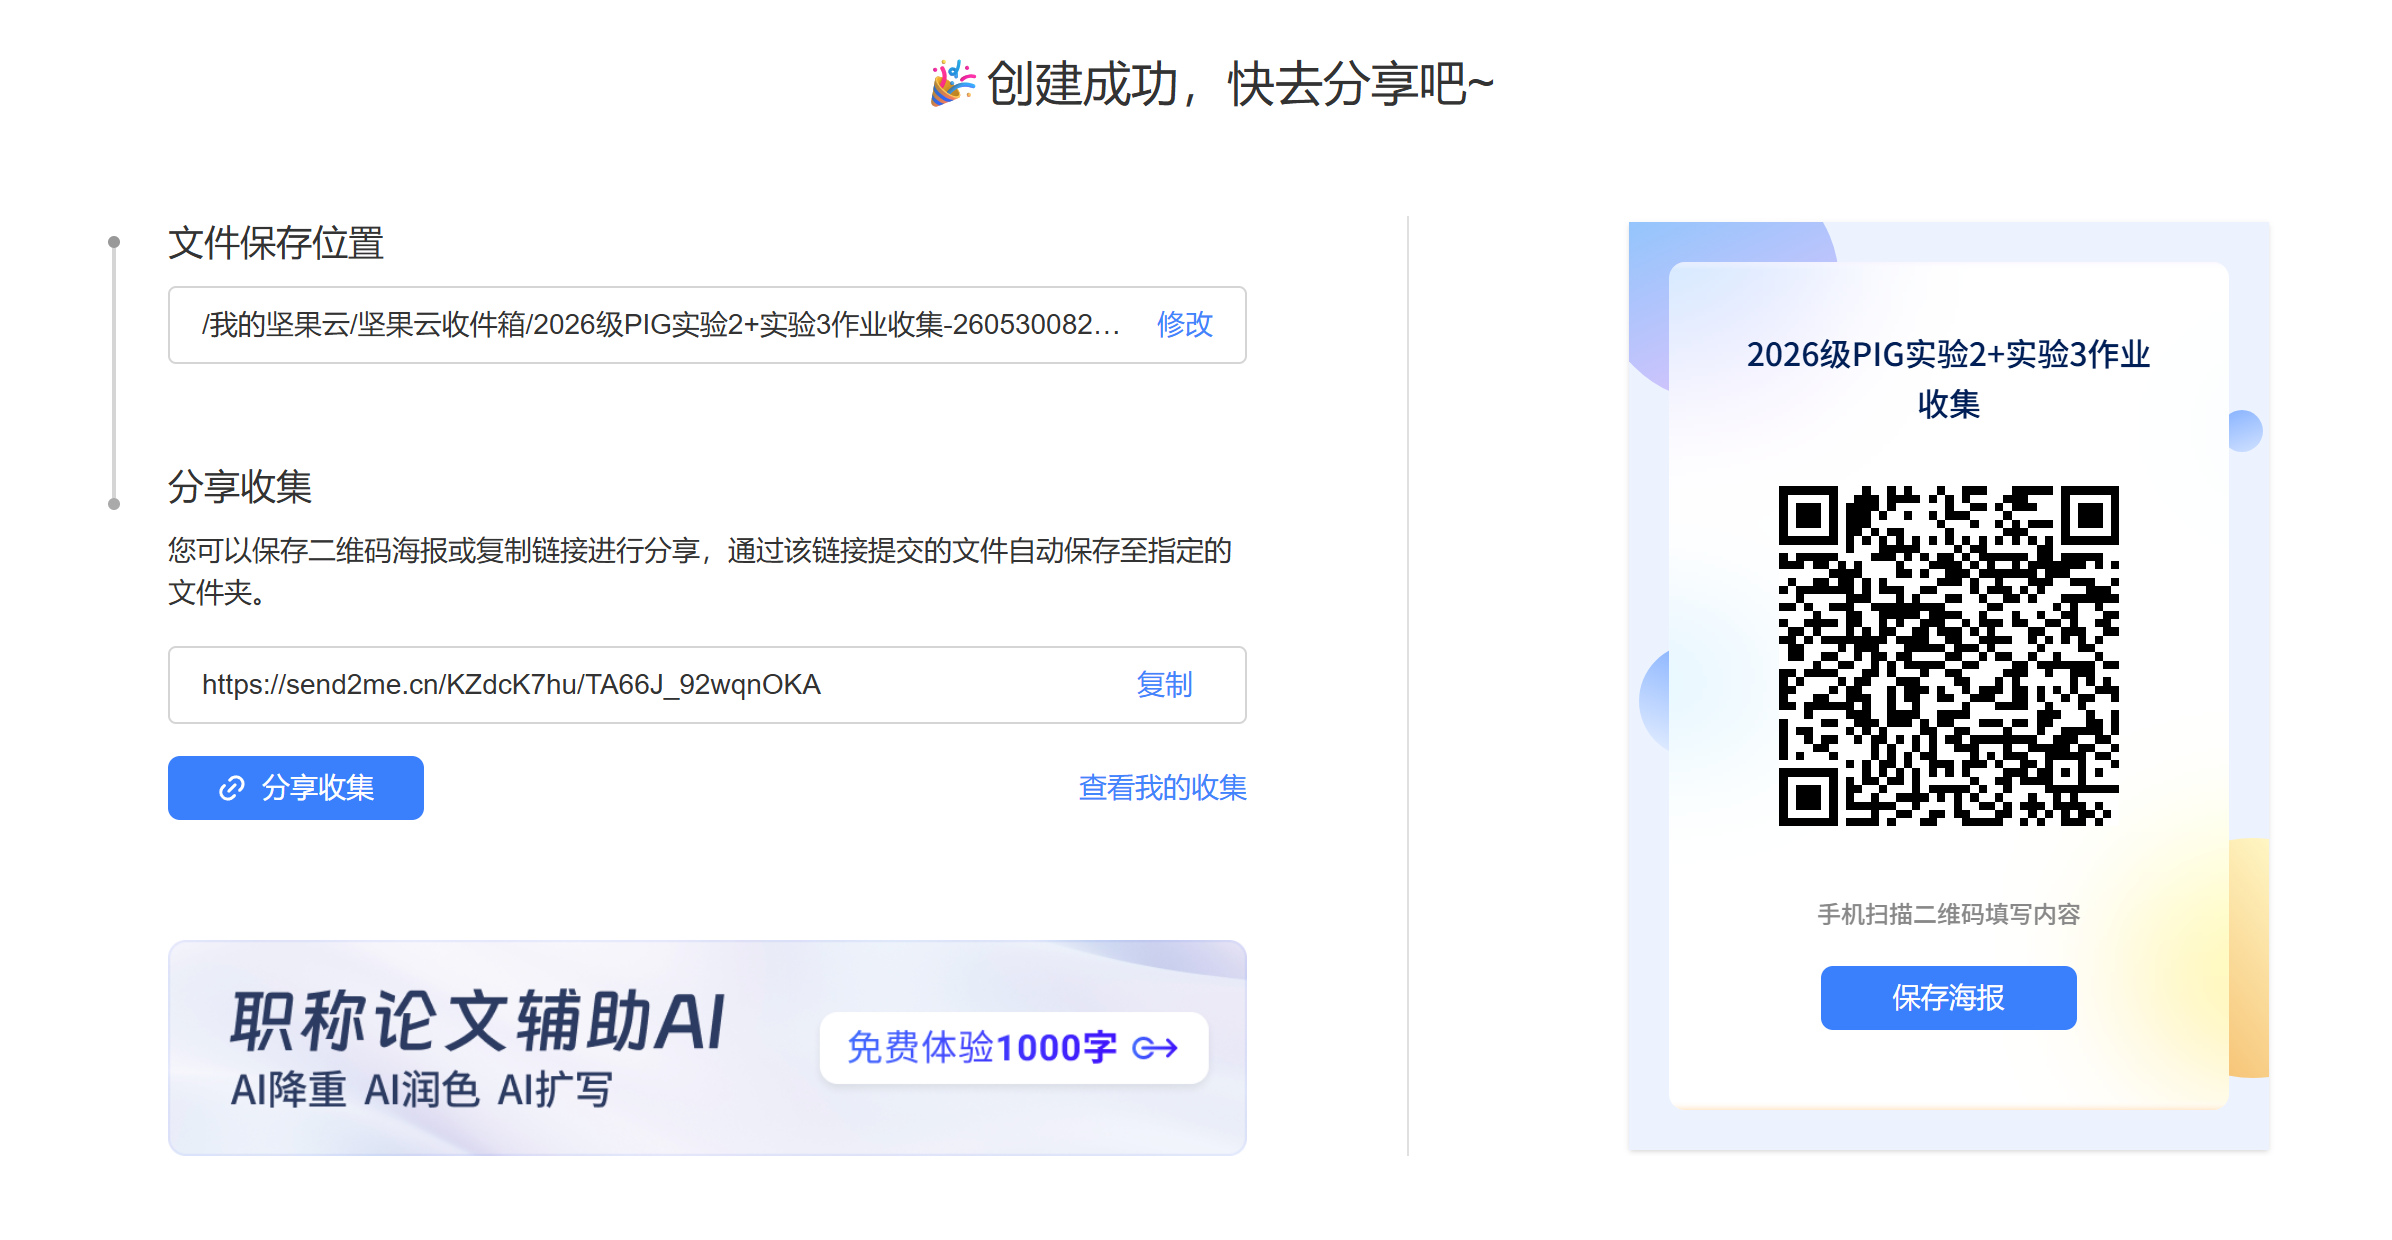 创建成功，快去分享吧~
文件保存位置
/我的坚果云/坚果云收件箱/2026级PIG实验2+实验3作业收集-260530082...
修改
分享收集
您可以保存二维码海报或复制链接进行分享，通过该链接提交的文件自动保存至指定的
文件夹。
https://send2me.cn/KZdcK7hu/TA66J_92wqnOKA
复制
分享收集
查看我的收集
职称论文辅助AI
AI降重 AI润色 AI扩写
免费体验1000字
2026级PIG实验2+实验3作业
收集
手机扫描二维码填写内容
保存海报